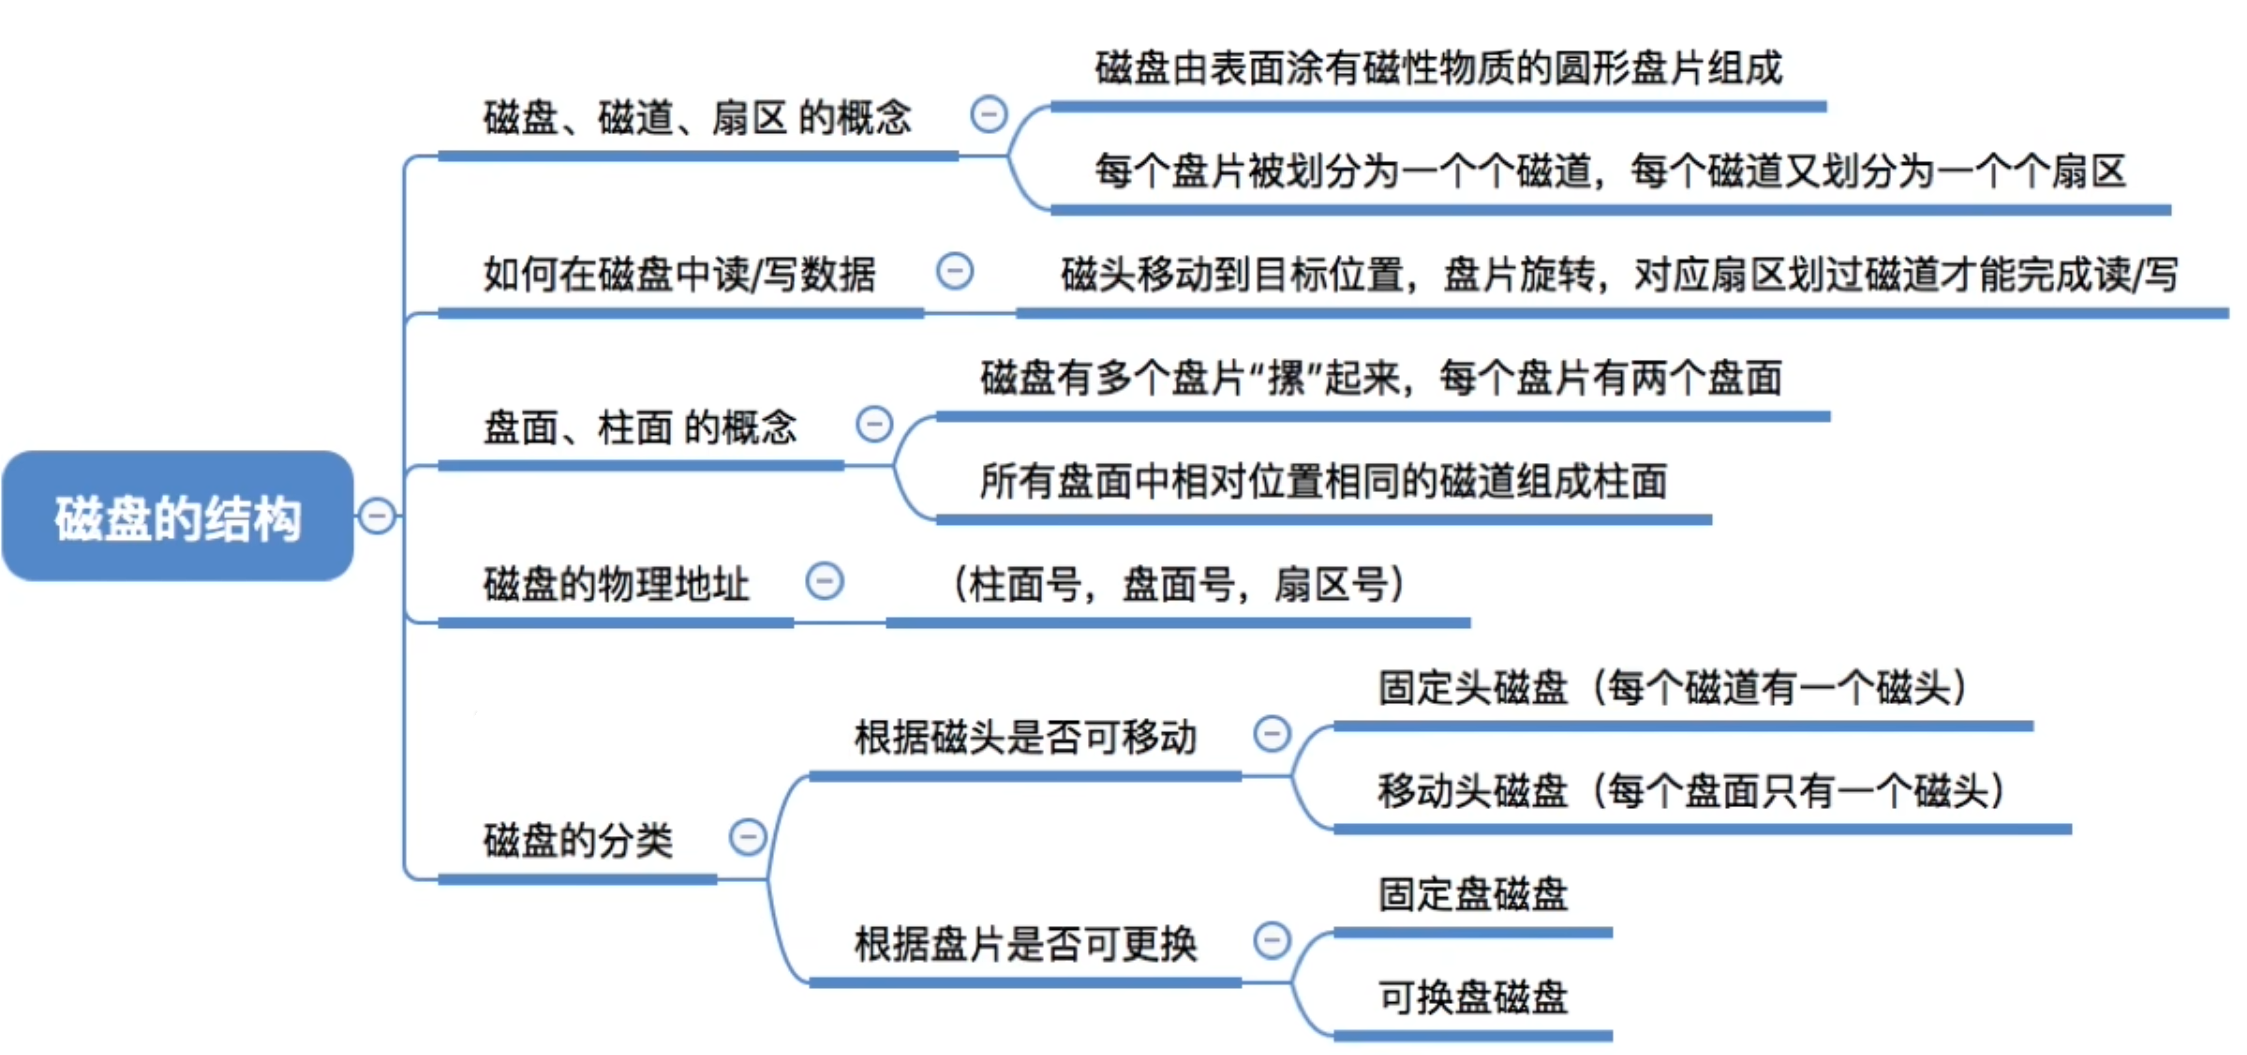 磁盘的结构
磁盘、磁道、扇区 的概念
磁盘由表面涂有磁性物质的圆形盘片组成
每个盘片被划分为一个个磁道，每个磁道又划分为一个个扇区
如何在磁盘中读/写数据
磁头移动到目标位置，盘片旋转，对应扇区划过磁道才能完成读/写
盘面、柱面 的概念
磁盘有多个盘片“摞”起来，每个盘片有两个盘面
所有盘面中相对位置相同的磁道组成柱面
磁盘的物理地址
（柱面号，盘面号，扇区号）
磁盘的分类
根据磁头是否可移动
固定头磁盘（每个磁道有一个磁头）
移动头磁盘（每个盘面只有一个磁头）
根据盘片是否可更换
固定盘磁盘
可换盘磁盘